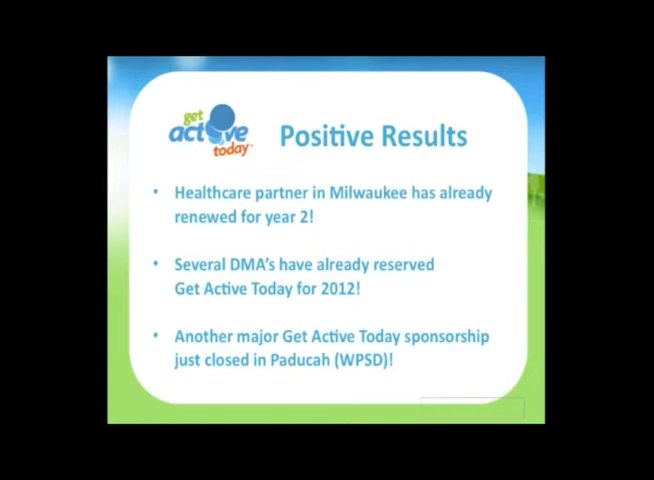 get
active
today™
Positive Results
• Healthcare partner in Milwaukee has already
renewed for year 2!
• Several DMA's have already reserved
Get Active Today for 2012!
• Another major Get Active Today sponsorship
just closed in Paducah (WPSD)!